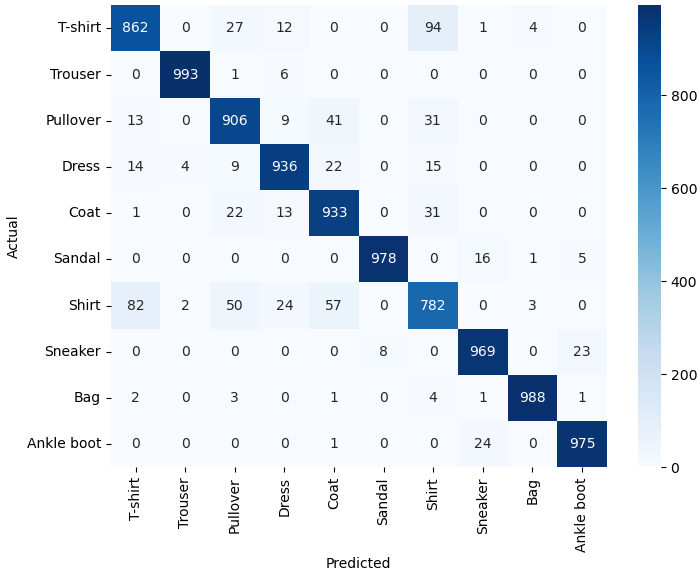 T-shirt 862 0 27 12 0 0 94 1 4 0
Trouser 0 993 1 6 0 0 0 0 0 0
Pullover 13 0 906 9 41 0 31 0 0 0
Dress 14 4 9 936 22 0 15 0 0 0
Coat 1 0 22 13 933 0 31 0 0 0
Sandal 0 0 0 0 0 978 0 16 1 5
Shirt 82 2 50 24 57 0 782 0 3 0
Sneaker 0 0 0 0 0 8 0 969 0 23
Bag 2 0 3 0 1 0 4 1 988 1
Ankle boot 0 0 0 0 1 0 0 24 0 975
T-shirt Trouser Pullover Dress Coat Sandal Shirt Sneaker Bag Ankle boot
Predicted
Actual
800
600
400
200
0